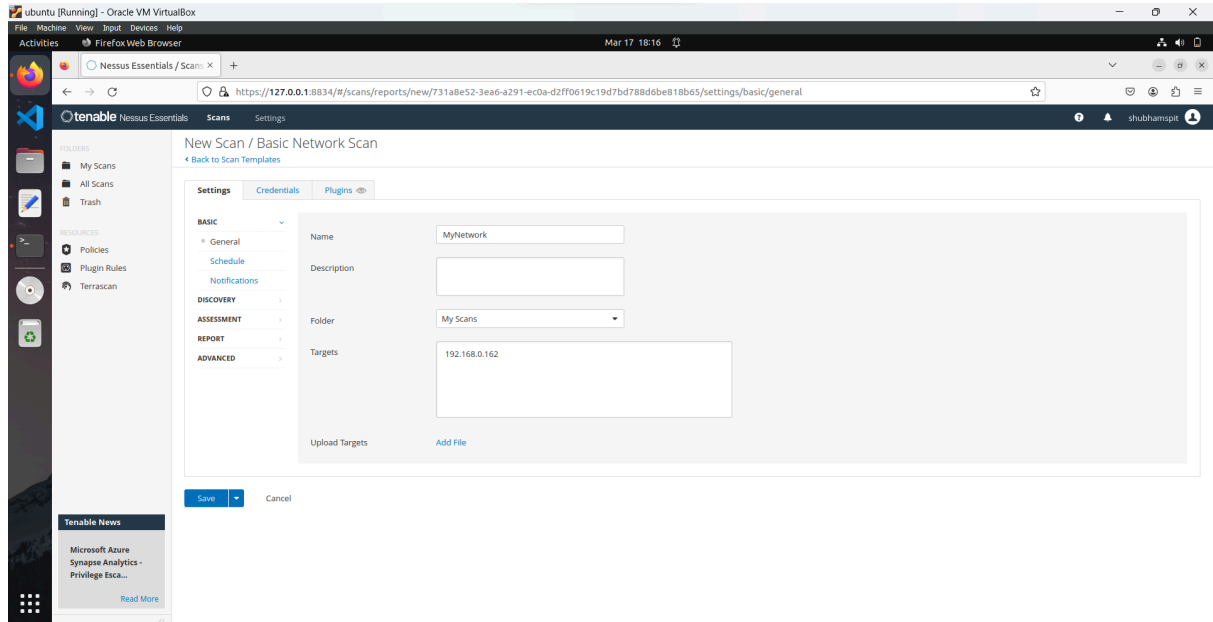 ubuntu [Running] - Oracle VM VirtualBox
File Machine View Input Devices Help
Activities Firefox Web Browser Mar 17 18:16
Nessus Essentials / Scans × +
https://127.0.0.1:8834/#/scans/reports/new/731a8e52-3ea6-a291-ec0a-d2ff0619c19d7bd788d6be818b65/settings/basic/general
tenable Nessus Essentials Scans Settings shubhamspit
FOLDERS
My Scans
All Scans
Trash
RESOURCES
Policies
Plugin Rules
Terrascan
New Scan / Basic Network Scan
Back to Scan Templates
Settings Credentials Plugins
BASIC
General
Schedule
Notifications
DISCOVERY
ASSESSMENT
REPORT
ADVANCED
Name MyNetwork
Description
Folder My Scans
Targets 192.168.0.162
Upload Targets Add File
Save Cancel
Tenable News
Microsoft Azure
Synapse Analytics -
Privilege Esca...
Read More